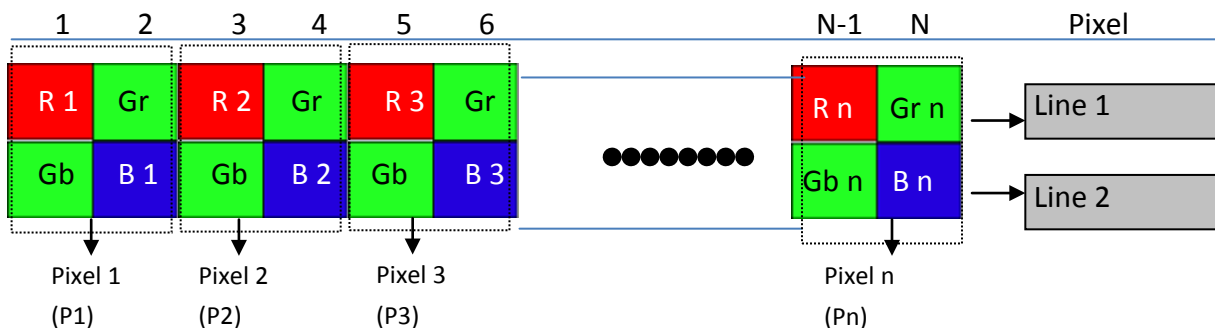 1 2 3 4 5 6 N-1 N Pixel
R 1 Gr R 2 Gr R 3 Gr R n Gr n Line 1
Gb B 1 Gb B 2 Gb B 3 Gb n B n Line 2
Pixel 1 Pixel 2 Pixel 3 Pixel n
(P1) (P2) (P3) (Pn)